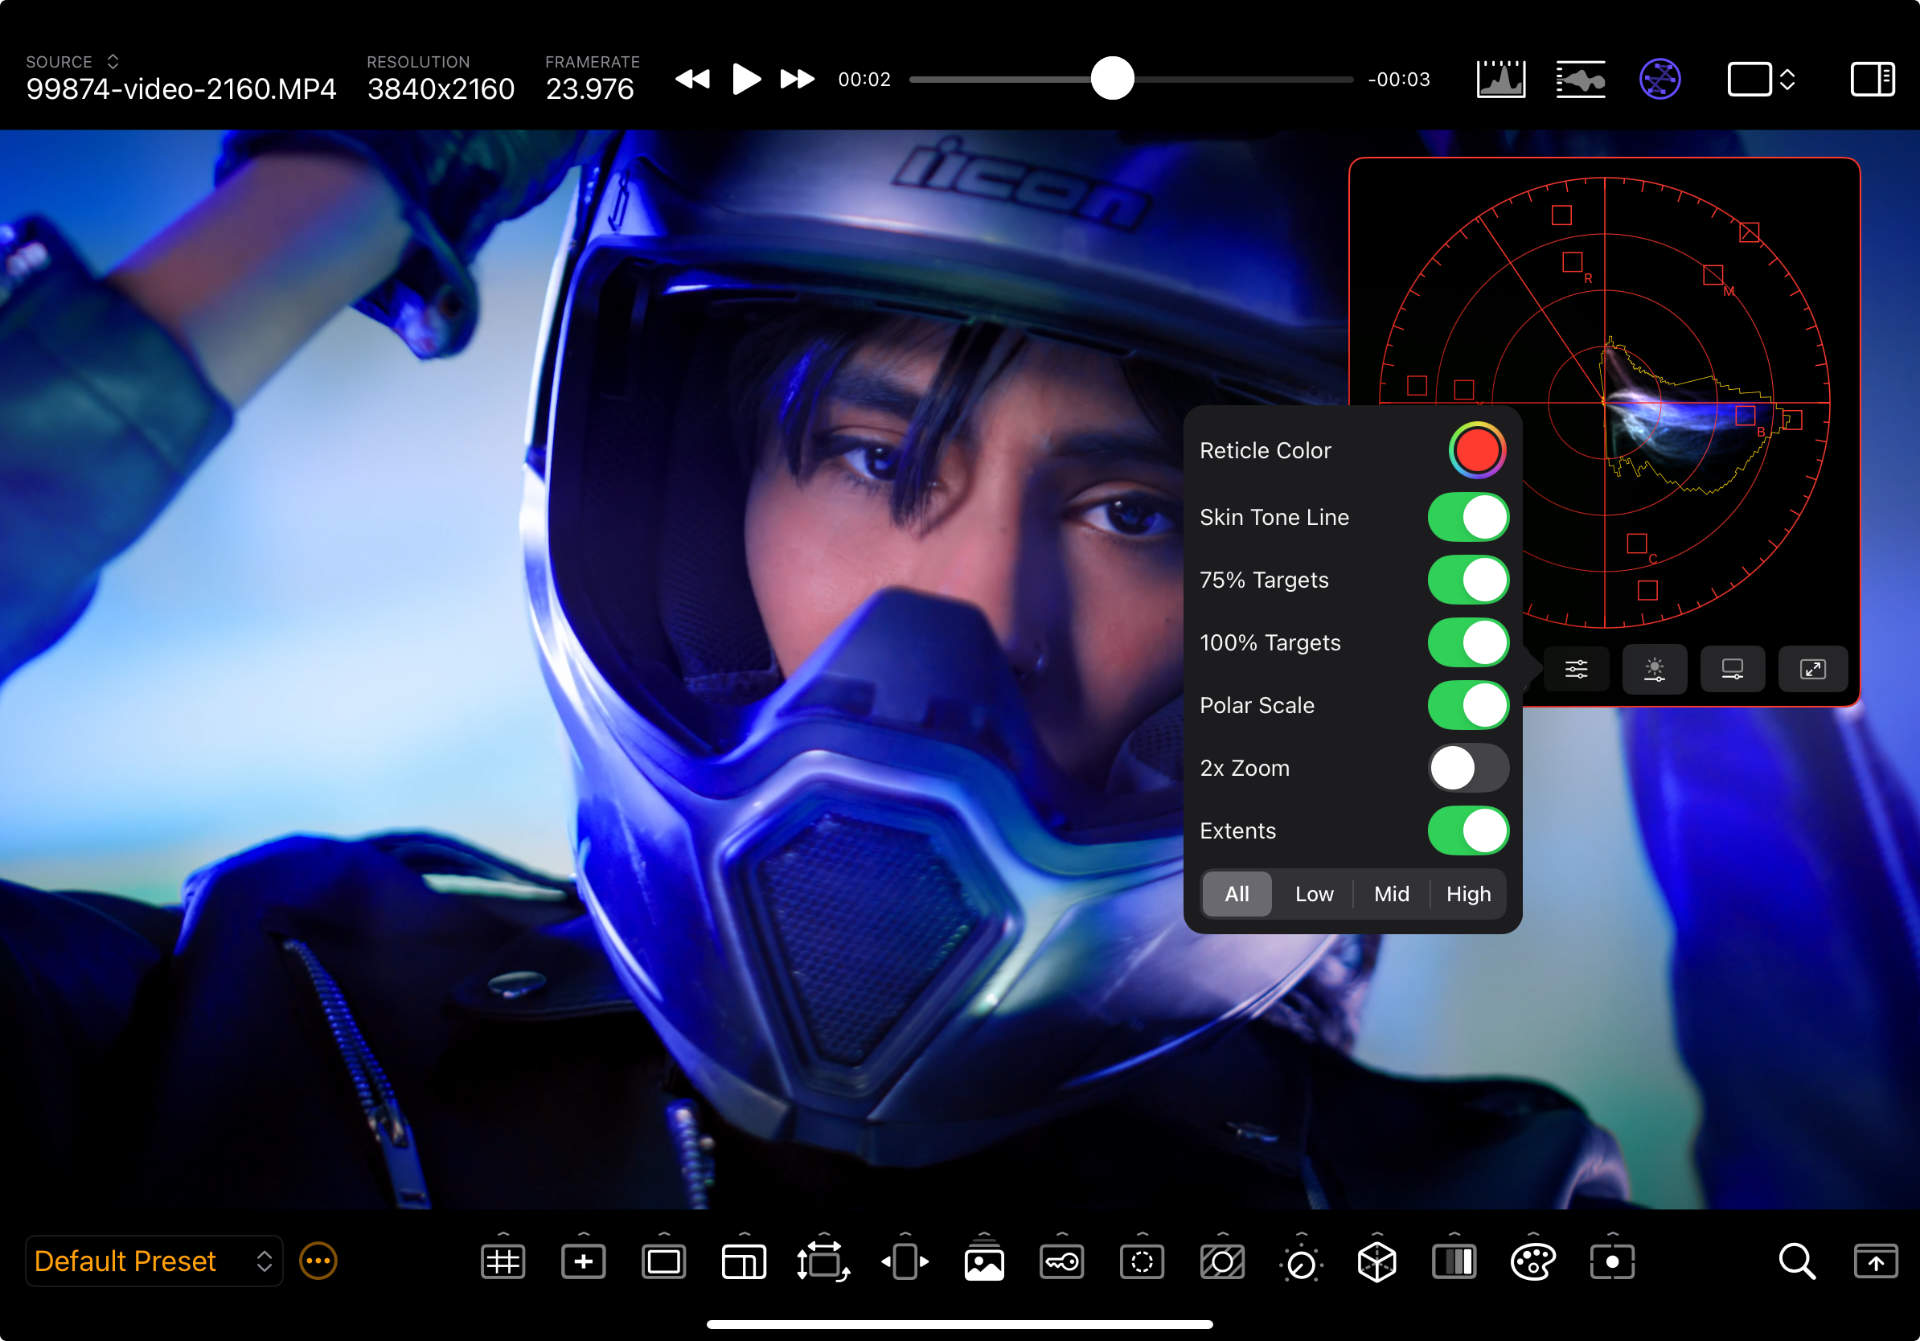 SOURCE
99874-video-2160.MP4
RESOLUTION
3840x2160
FRAMERATE
23.976
00:02
-00:03
icon
R
M
B
C
Reticle Color
Skin Tone Line
75% Targets
100% Targets
Polar Scale
2x Zoom
Extents
All Low Mid High
Default Preset